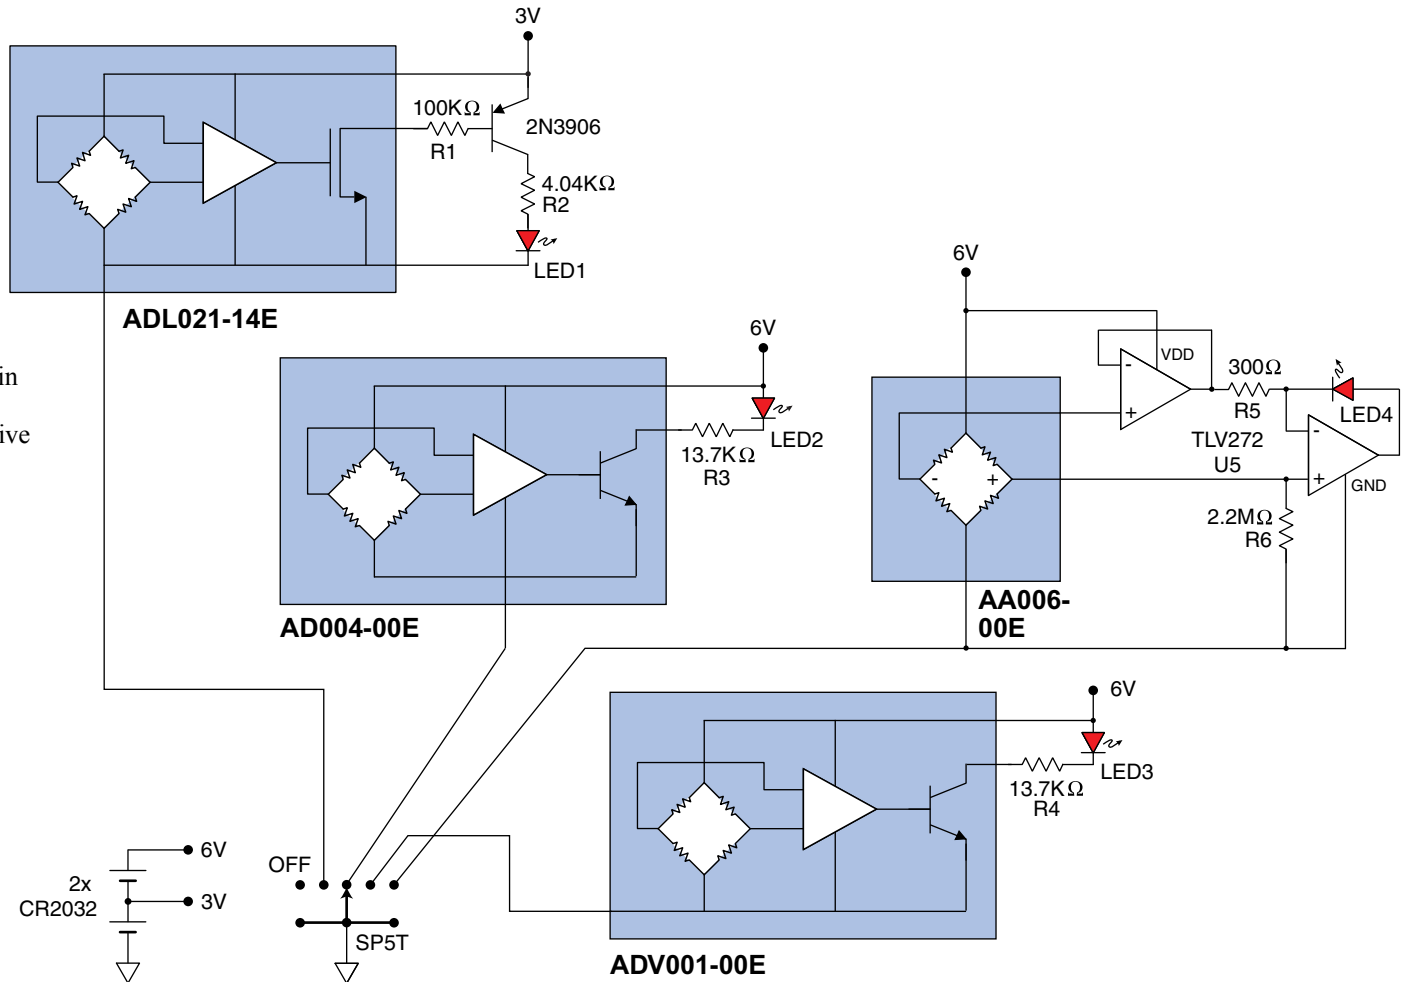 3V
100KΩ
R1
2N3906
4.04KΩ
R2
LED1
ADL021-14E
in
ive
6V
LED2
13.7KΩ
R3
AD004-00E
6V
VDD
-
+
300Ω
R5
LED4
TLV272
U5
-
+
GND
- +
2.2MΩ
R6
AA006-
00E
6V
LED3
13.7KΩ
R4
ADV001-00E
6V
2x
CR2032
3V
OFF
SP5T